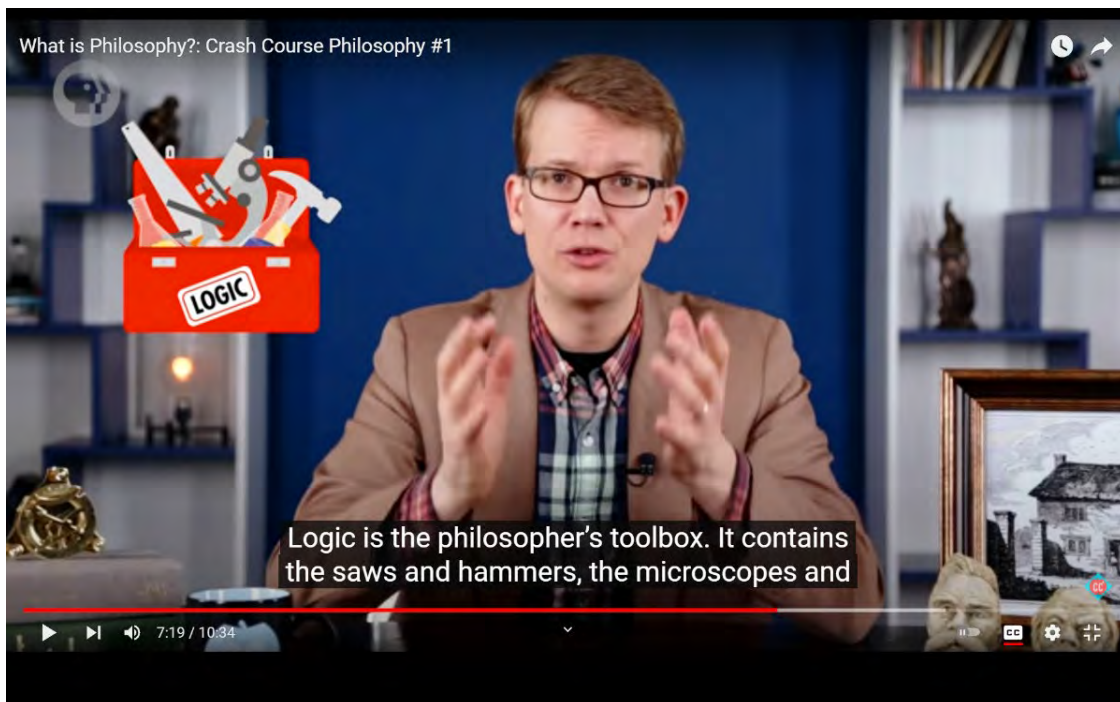 What is Philosophy?: Crash Course Philosophy #1
LOGIC
Logic is the philosopher’s toolbox. It contains
the saws and hammers, the microscopes and
CC
7:19 / 10:34
CC